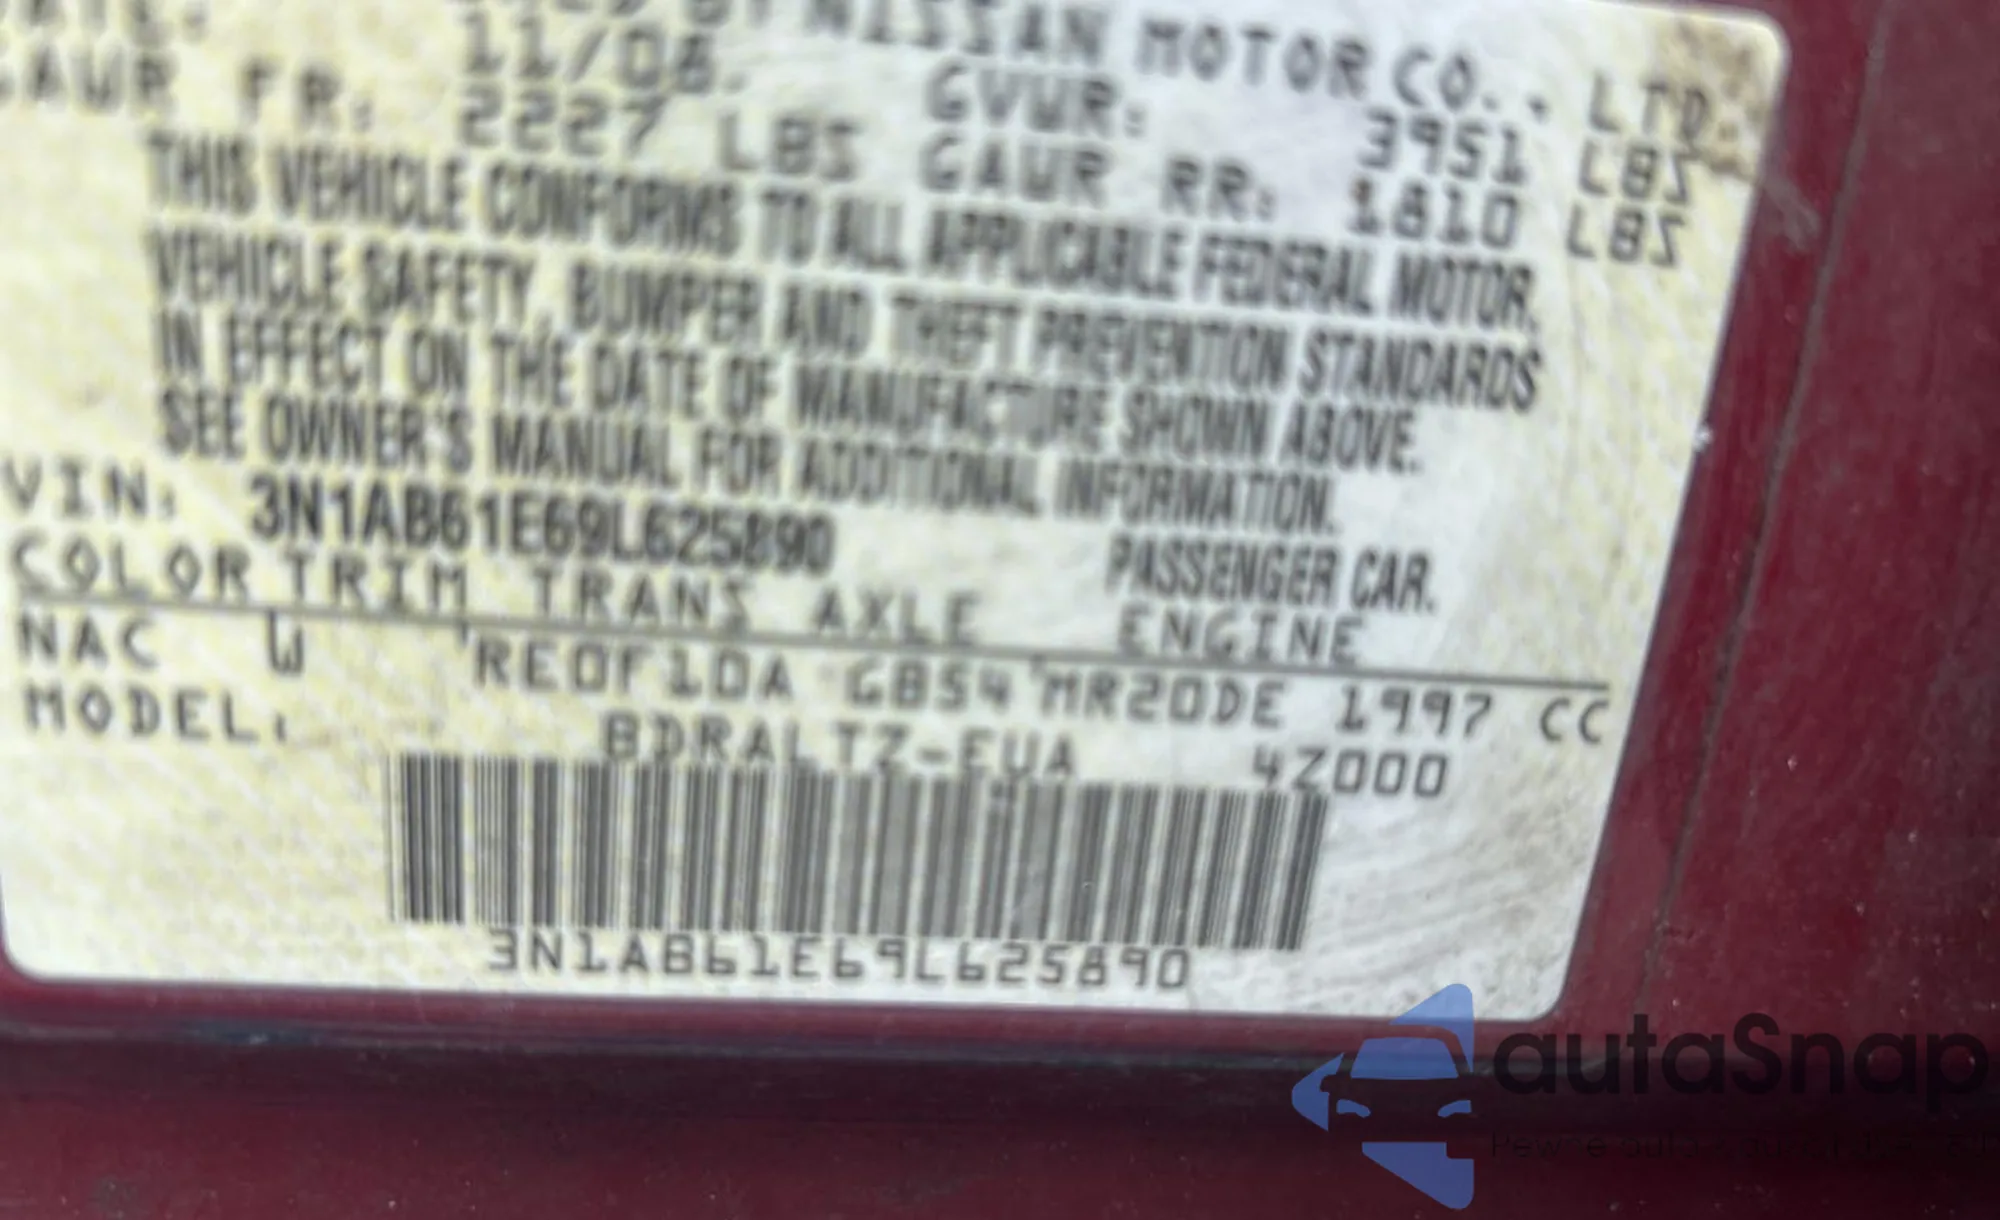 NISSAN MOTOR CO., LTD.
11/08. GVWR: 3951 LBS
GAWR FR: 2227 LBS GAWR RR: 1810 LBS
THIS VEHICLE CONFORMS TO ALL APPLICABLE FEDERAL MOTOR.
VEHICLE SAFETY, BUMPER AND THEFT PREVENTION STANDARDS
IN EFFECT ON THE DATE OF MANUFACTURE SHOWN ABOVE.
SEE OWNER'S MANUAL FOR ADDITIONAL INFORMATION.
VIN: 3N1AB61E69L625890 PASSENGER CAR.
COLOR TRIM TRANS AXLE ENGINE
NAC W RE0F10A GB54 MR20DE 1997 CC
MODEL: BDRALTZ-EUA 4Z000
3N1AB61E69L625890
autaSnap